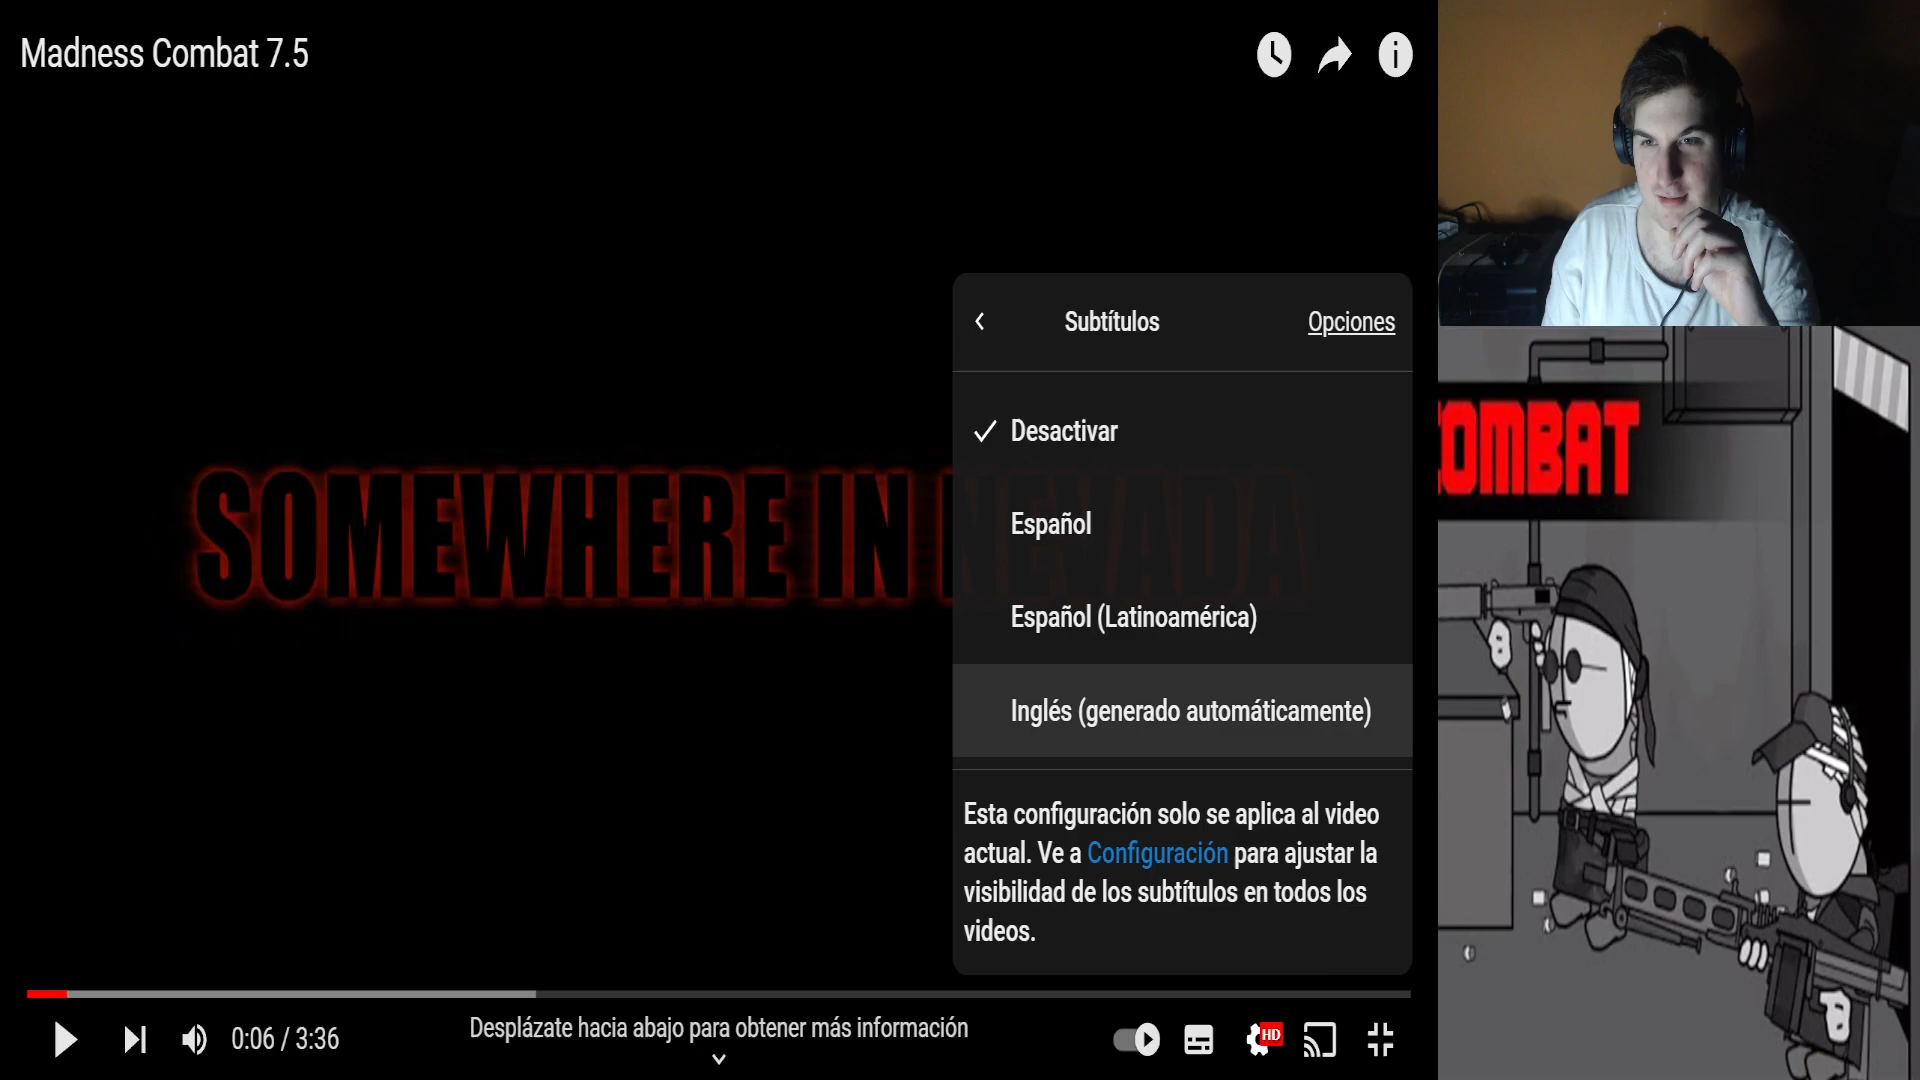 Madness Combat 7.5
Subtítulos
Opciones
Desactivar
SOMEWHERE IN NEVADA
Español
Español (Latinoamérica)
Inglés (generado automáticamente)
Esta configuración solo se aplica al video
actual. Ve a Configuración para ajustar la
visibilidad de los subtítulos en todos los
videos.
COMBAT
0:06 / 3:36
Desplázate hacia abajo para obtener más información
HD